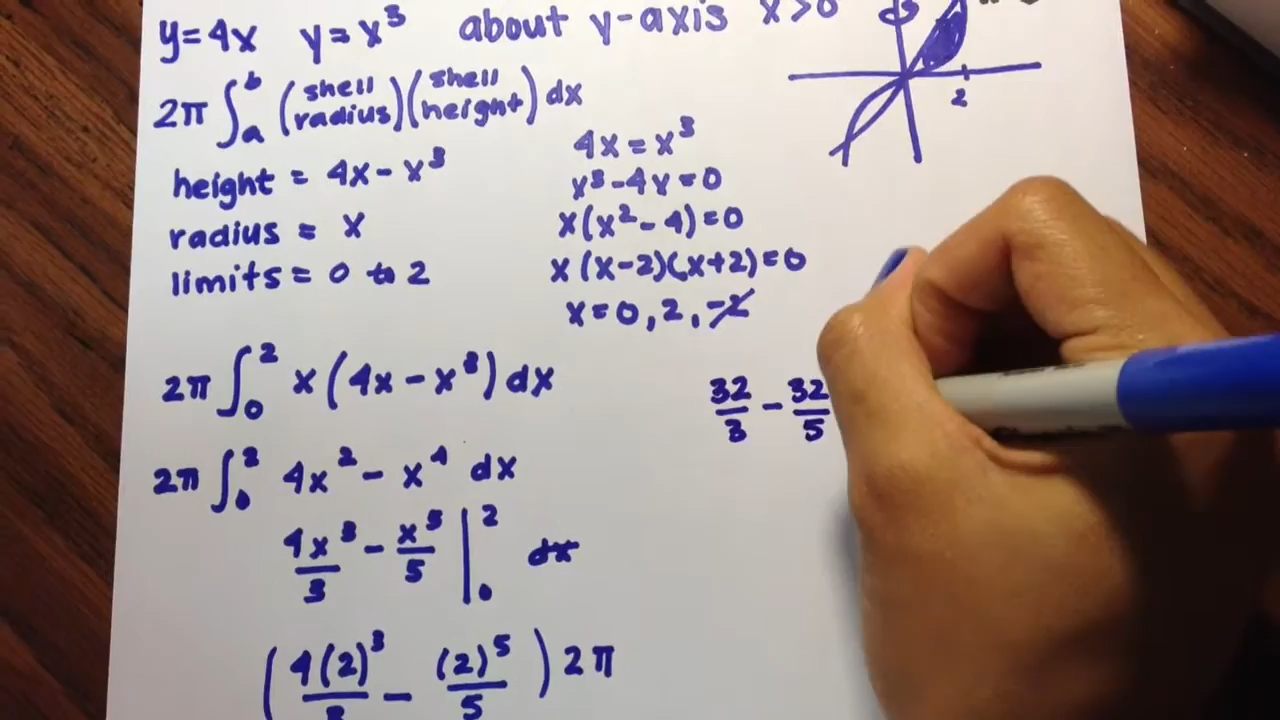 y=4x y=x³ about y-axis x>0
2π ∫ₐᵇ (shell radius)(shell height) dx
height = 4x-x³
radius = x
limits = 0 to 2
4x = x³
x³-4x=0
x(x²-4)=0
x(x-2)(x+2)=0
x=0,2,-2
2
2π ∫₀² x(4x-x³)dx
2π ∫₀² 4x²-x⁴ dx
4x³/3 - x⁵/5 |₀² dx
(4(2)³/3 - (2)⁵/5) 2π
32/3 - 32/5